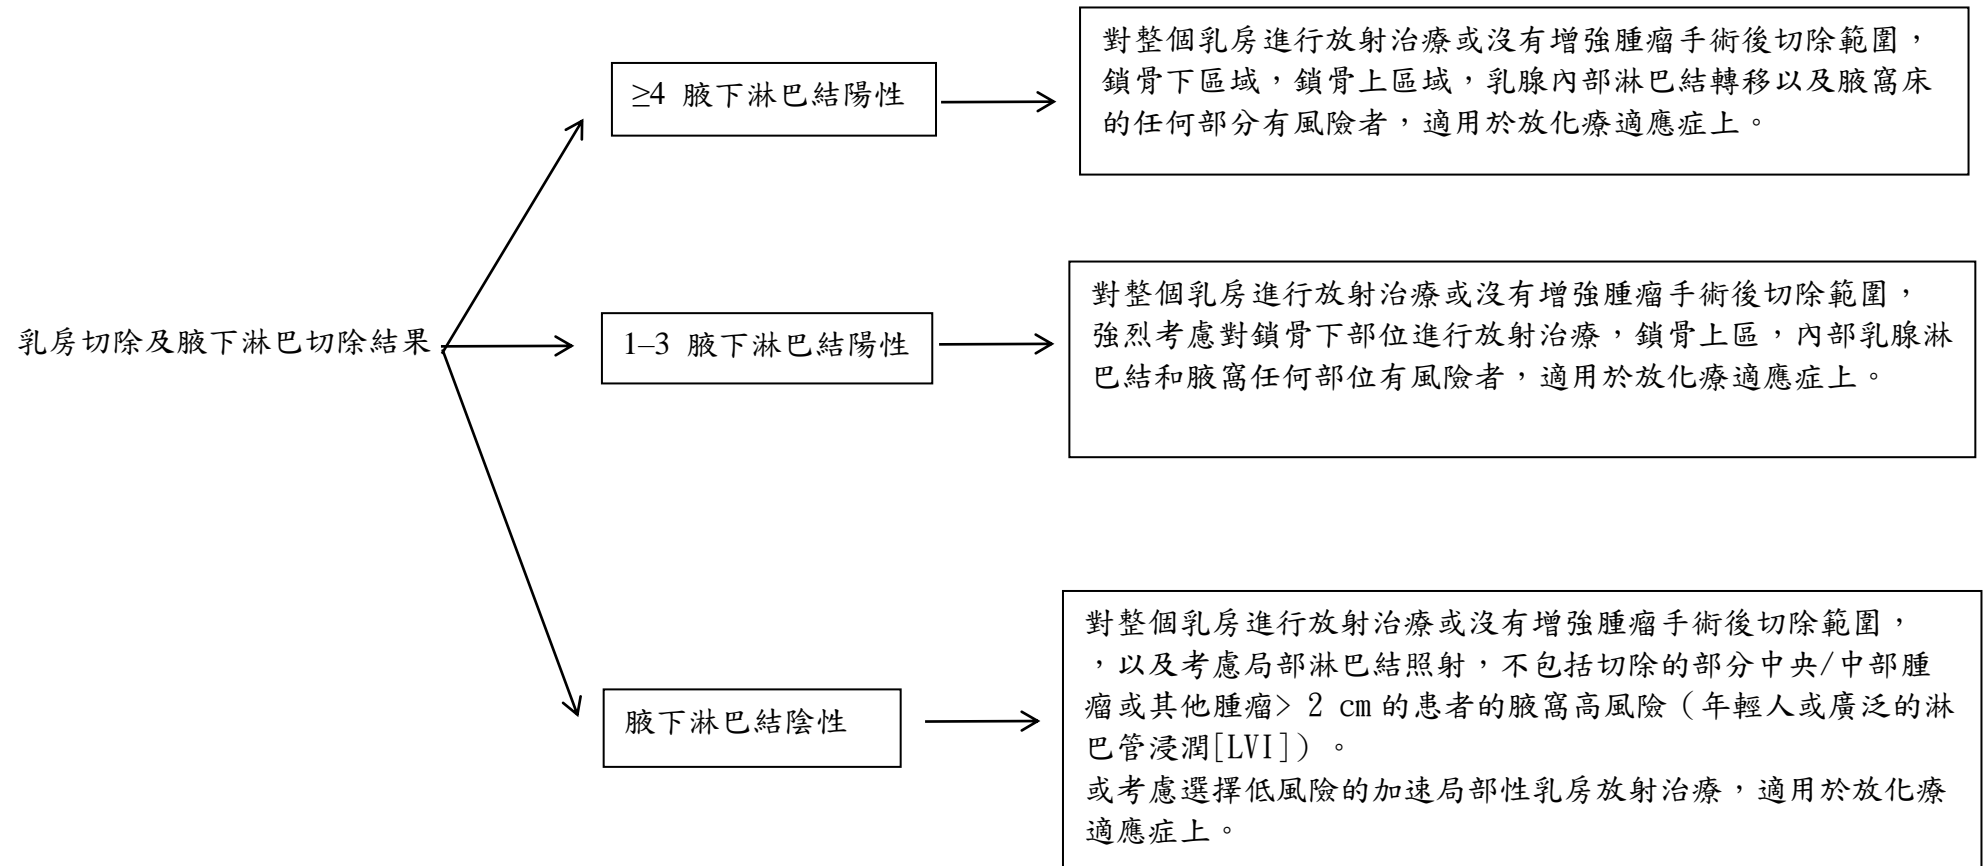 乳房切除及腋下淋巴切除結果
≥4 腋下淋巴結陽性
對整個乳房進行放射治療或沒有增強腫瘤手術後切除範圍，
鎖骨下區域，鎖骨上區域，乳腺內部淋巴結轉移以及腋窩床
的任何部分有風險者，適用於放化療適應症上。
1–3 腋下淋巴結陽性
對整個乳房進行放射治療或沒有增強腫瘤手術後切除範圍，
強烈考慮對鎖骨下部位進行放射治療，鎖骨上區，內部乳腺淋
巴結和腋窩任何部位有風險者，適用於放化療適應症上。
腋下淋巴結陰性
對整個乳房進行放射治療或沒有增強腫瘤手術後切除範圍，
，以及考慮局部淋巴結照射，不包括切除的部分中央/中部腫
瘤或其他腫瘤> 2 cm 的患者的腋窩高風險（年輕人或廣泛的淋
巴管浸潤[LVI]）。
或考慮選擇低風險的加速局部性乳房放射治療，適用於放化療
適應症上。